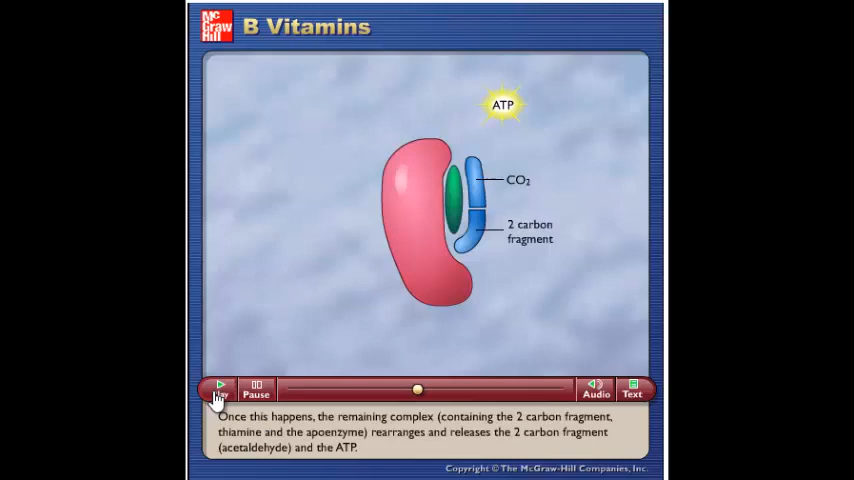 Mc
Graw
Hill
B Vitamins
ATP
CO₂
2 carbon
fragment
Pause
Audio
Text
Once this happens, the remaining complex (containing the 2 carbon fragment,
thiamine and the apoenzyme) rearranges and releases the 2 carbon fragment
(acetaldehyde) and the ATP.
Copyright © The McGraw-Hill Companies, Inc.